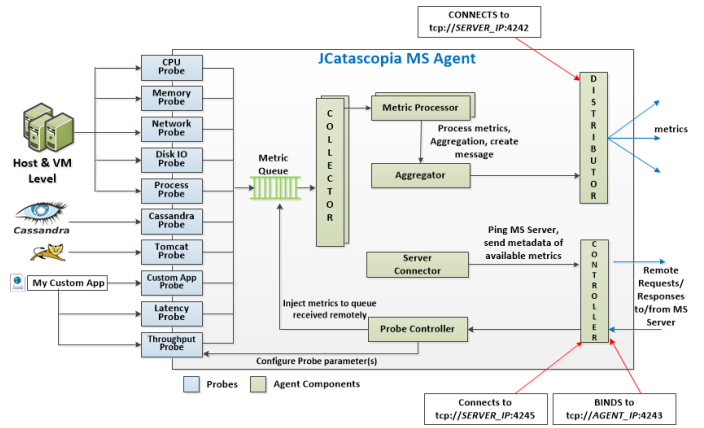 CONNECTS to
tcp://SERVER_IP:4242
JCatascopia MS Agent
CPU
Probe
Memory
Probe
Network
Probe
Disk IO
Probe
Process
Probe
Cassandra
Probe
Tomcat
Probe
Custom App
Probe
Latency
Probe
Throughput
Probe
Host & VM
Level
Cassandra
My Custom App
Metric
Queue
COLLECTOR
Metric Processor
Process metrics,
Aggregation, create
message
Aggregator
DISTRIBUTOR
metrics
Ping MS Server,
send metadata of
available metrics
Server
Connector
CONTROLLER
Remote
Requests/
Responses
to/from MS
Server
Inject metrics to queue
received remotely
Probe Controller
Configure Probe parameter(s)
Probes
Agent Components
Connects to
tcp://SERVER_IP:4245
BINDS to
tcp://AGENT_IP:4243